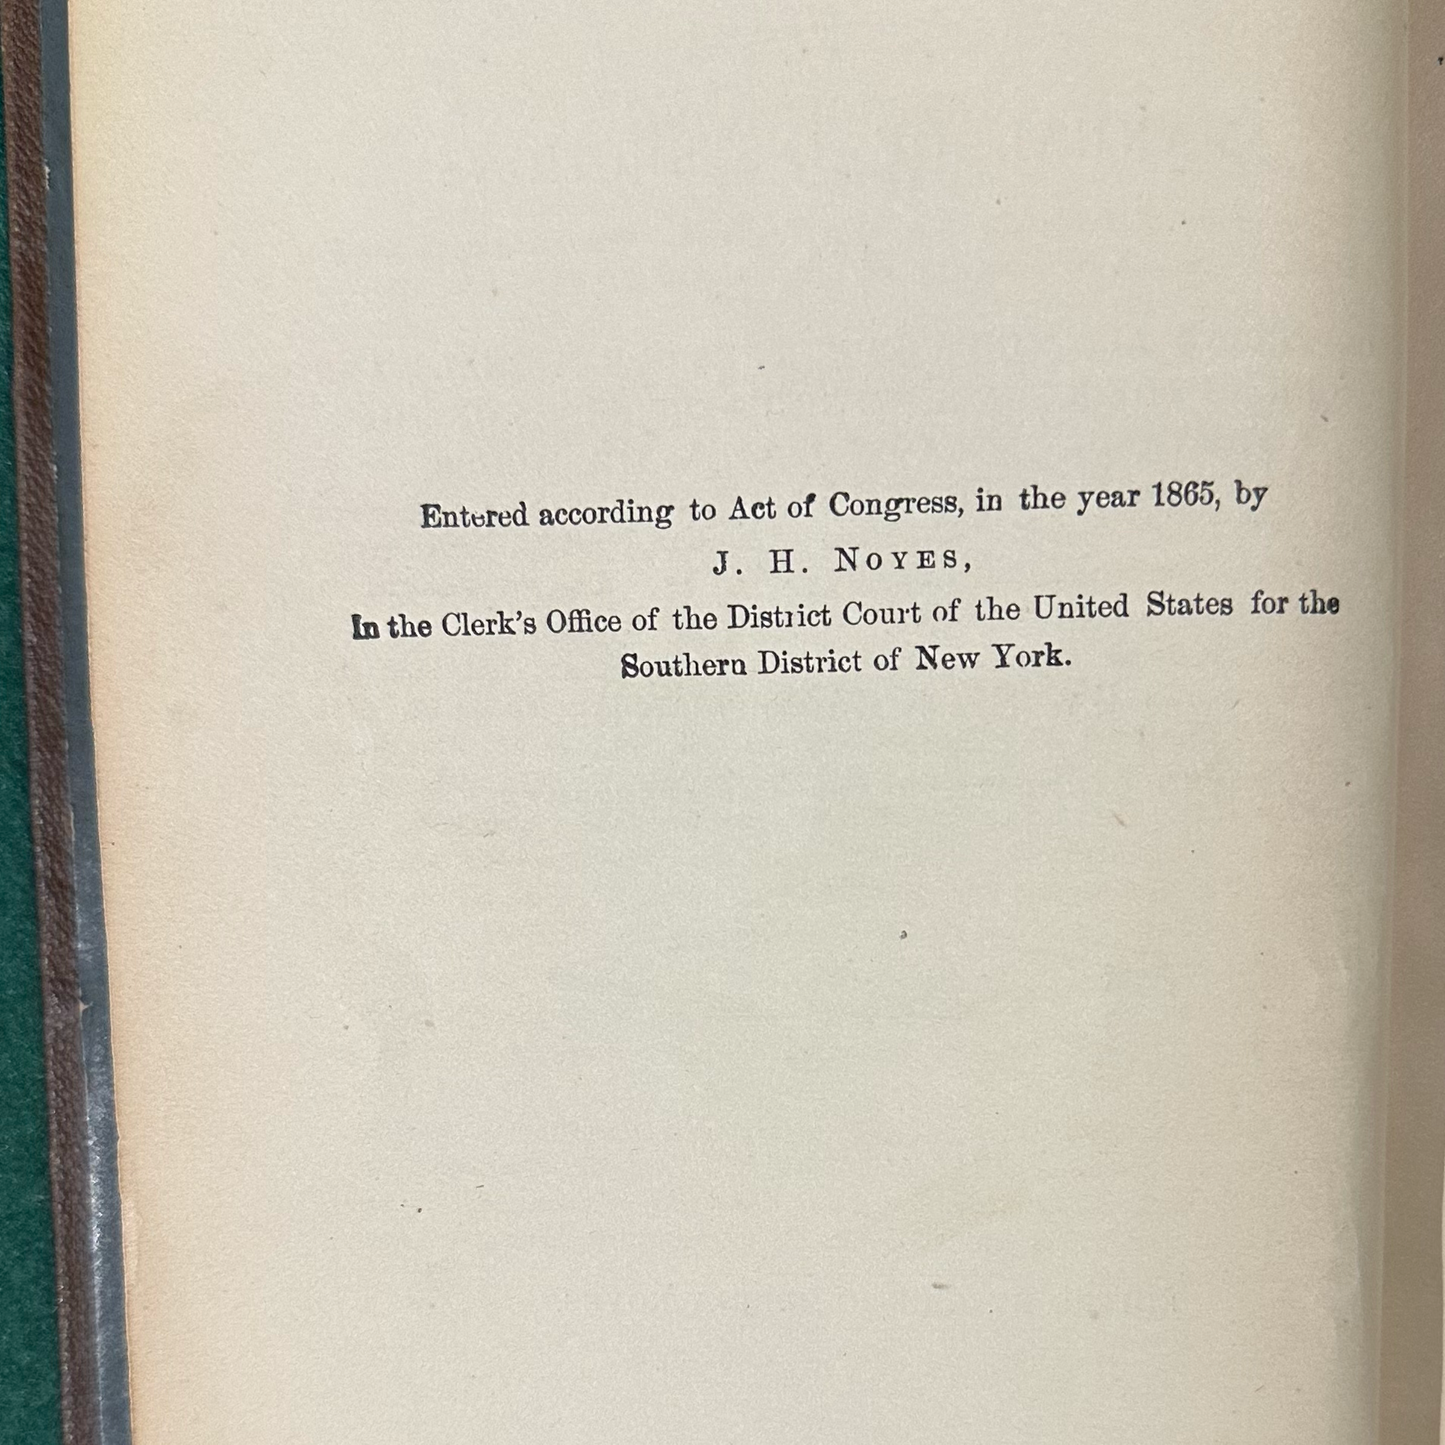 Entered according to Act of Congress, in the year 1865, by
J. H. NOYES,
In the Clerk's Office of the District Court of the United States for the
Southern District of New York.